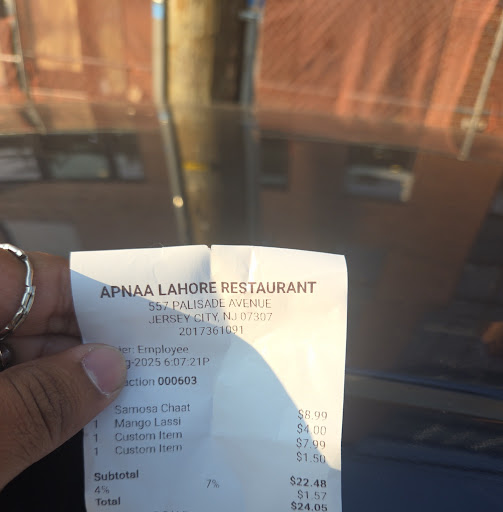 APNAA LAHORE RESTAURANT
557 PALISADE AVENUE
JERSEY CITY, NJ 07307
2017361091
Employee
-2025 6:07:21P
000603
Samosa Chaat $8.99
1 Mango Lassi $4.00
1 Custom Item $7.99
1 Custom Item $1.50
Subtotal $22.48
4% 7% $1.57
Total $24.05